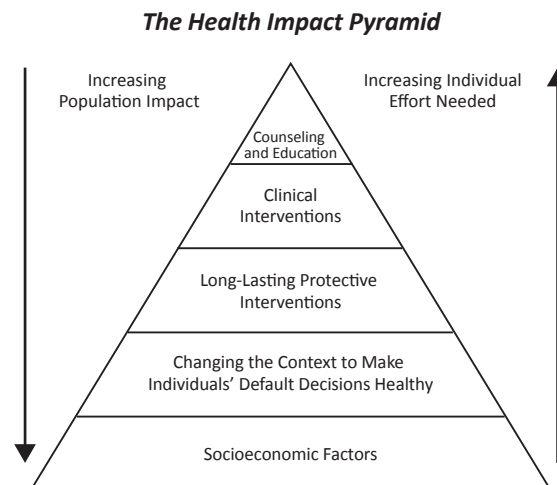 The Health Impact Pyramid
Increasing
Population Impact
Increasing Individual
Effort Needed
Counseling
and Education
Clinical
Interventions
Long-Lasting Protective
Interventions
Changing the Context to Make
Individuals’ Default Decisions Healthy
Socioeconomic Factors